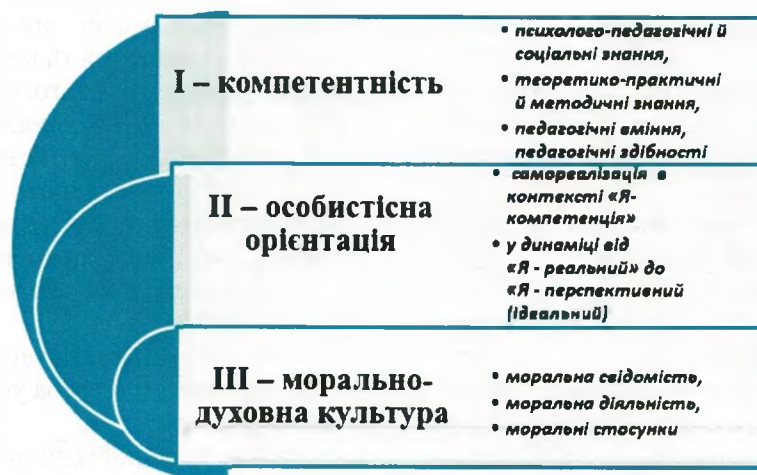 I – компетентність
• психолого-педагогічні й
соціальні знання,
• теоретико-практичні
й методичні знання,
• педагогічні вміння,
педагогічні здібності
II – особистісна
орієнтація
• самореалізація в
контексті «Я-
компетенція»
• у динаміці від
«Я - реальний» до
«Я - перспективний
(ідеальний)
III – морально-
духовна культура
• моральна свідомість,
• моральна діяльність,
• моральні стосунки